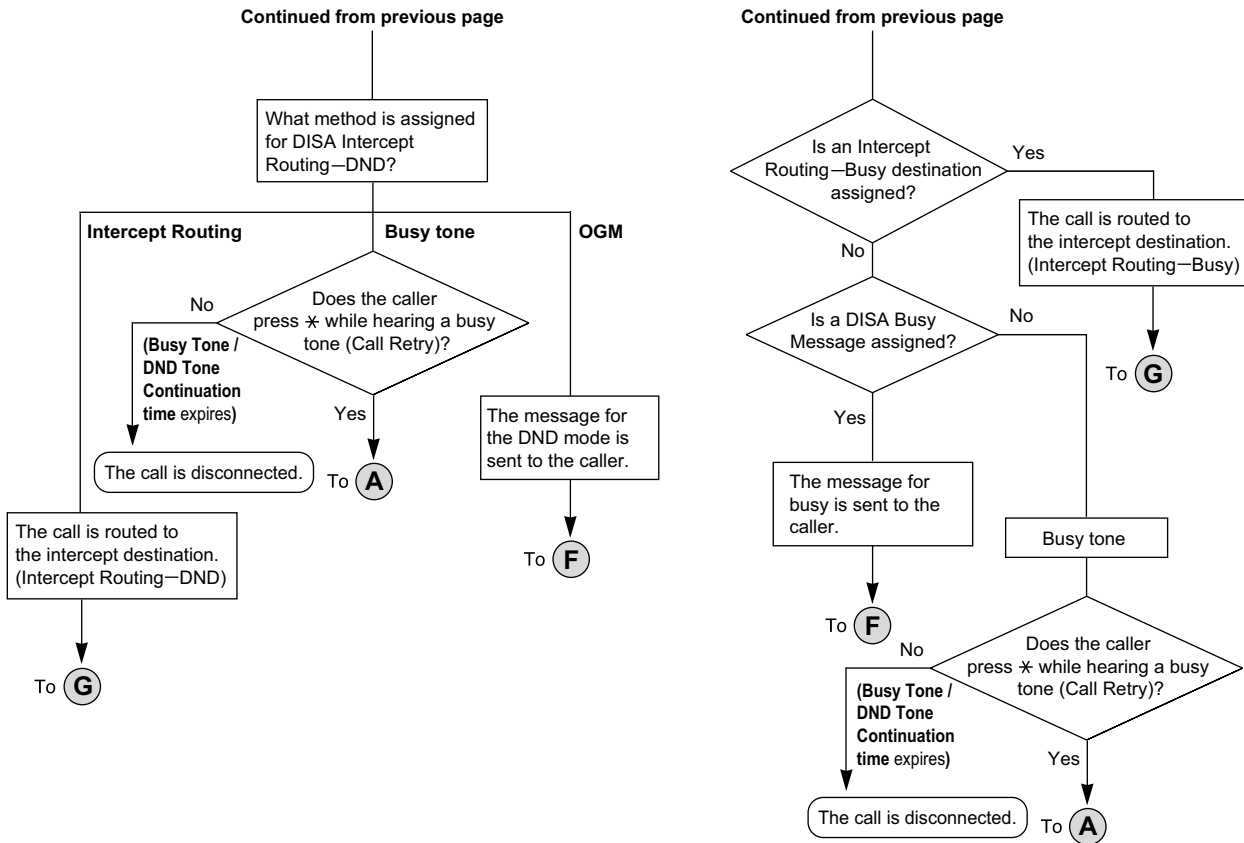 Continued from previous page
What method is assigned
for DISA Intercept
Routing—DND?
Intercept Routing
Busy tone
OGM
No
Does the caller
press * while hearing a busy
tone (Call Retry)?
(Busy Tone /
DND Tone
Continuation
time expires)
Yes
The call is disconnected.
To A
The message for
the DND mode is
sent to the caller.
To F
The call is routed to
the intercept destination.
(Intercept Routing—DND)
To G
Continued from previous page
Is an Intercept
Routing—Busy destination
assigned?
Yes
The call is routed to
the intercept destination.
(Intercept Routing—Busy)
To G
No
Is a DISA Busy
Message assigned?
No
Yes
The message for
busy is sent to the
caller.
To F
Busy tone
No
Does the caller
press * while hearing a busy
tone (Call Retry)?
(Busy Tone /
DND Tone
Continuation
time expires)
Yes
The call is disconnected.
To A